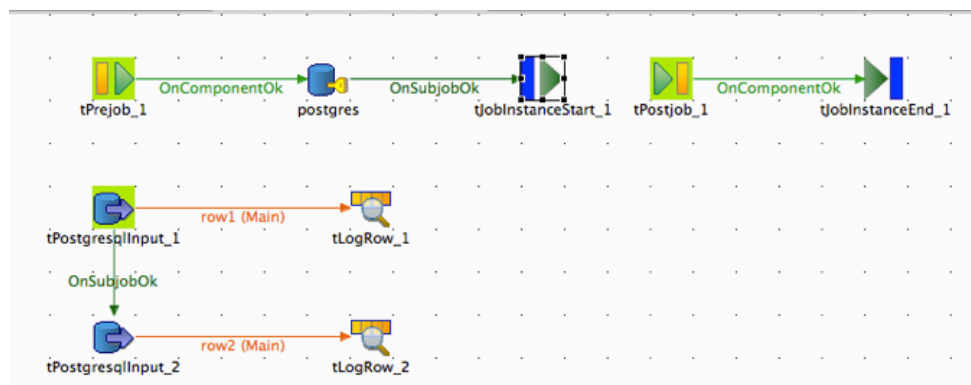 OnComponentOk OnSubjobOk OnComponentOk
tPrejob_1 postgres tJobInstanceStart_1 tPostjob_1 tJobInstanceEnd_1
row1 (Main)
tPostgresqlInput_1 tLogRow_1
OnSubjobOk
row2 (Main)
tPostgresqlInput_2 tLogRow_2